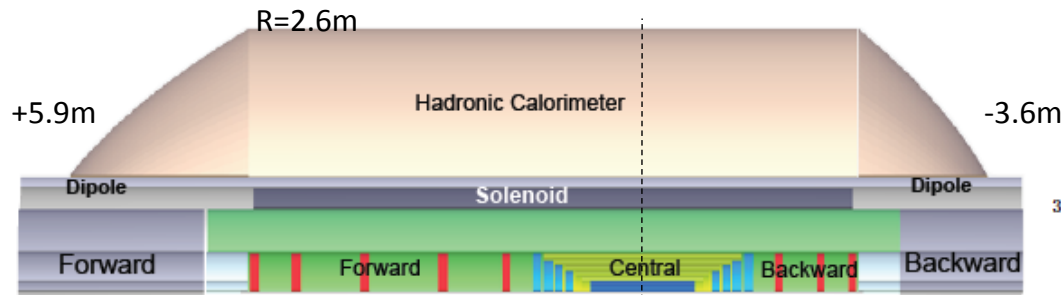 R=2.6m
+5.9m
Hadronic Calorimeter
-3.6m
Dipole
Solenoid
Dipole
3
Forward
Forward
Central
Backward
Backward